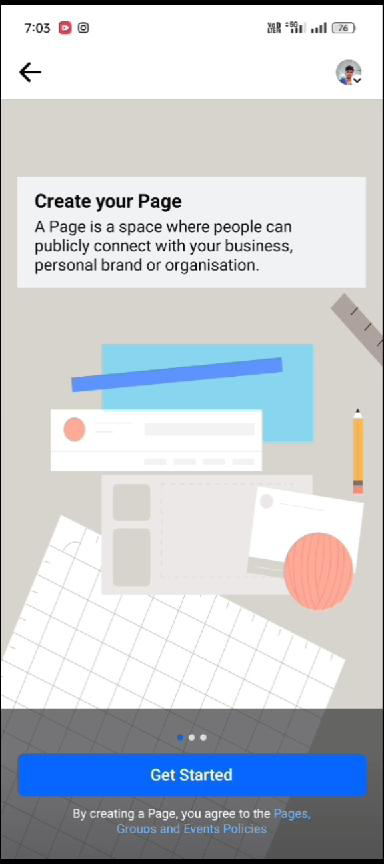 7:03
76
Create your Page
A Page is a space where people can
publicly connect with your business,
personal brand or organisation.
Get Started
By creating a Page, you agree to the Pages,
Groups and Events Policies